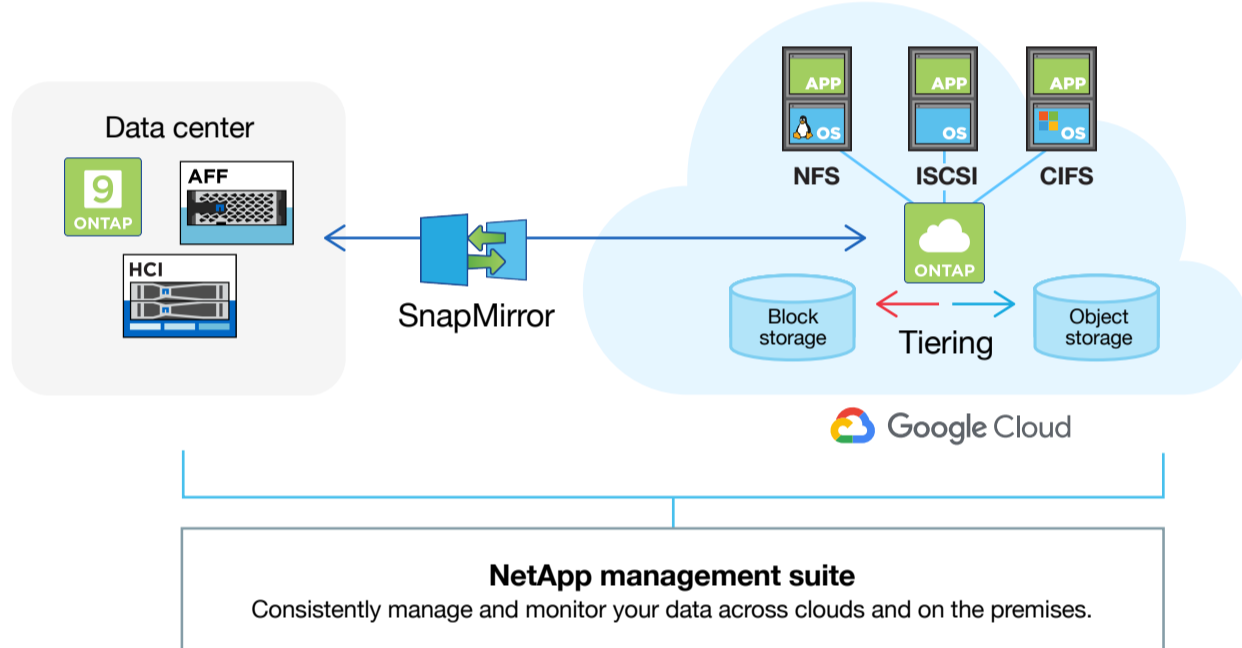 Data center
9
ONTAP
AFF
HCI
SnapMirror
APP
OS
NFS
APP
OS
ISCSI
APP
OS
CIFS
ONTAP
Block
storage
Tiering
Object
storage
Google Cloud
NetApp management suite
Consistently manage and monitor your data across clouds and on the premises.